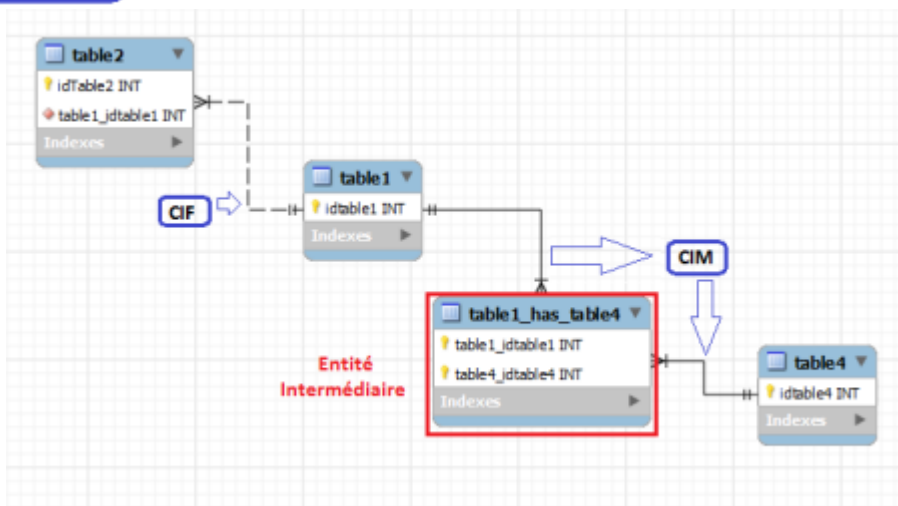 table2
idTable2 INT
table1_idtable1 INT
Indexes
CIF
table1
idtable1 INT
Indexes
CIM
table1_has_table4
table1_idtable1 INT
table4_idtable4 INT
Indexes
Entité
Intermédiaire
table4
idtable4 INT
Indexes